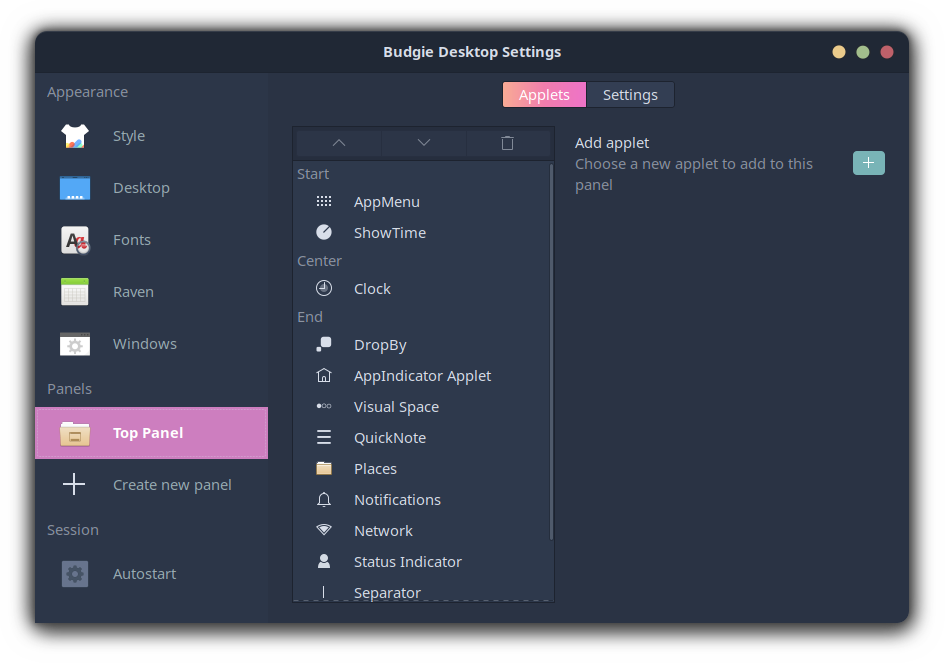 Budgie Desktop Settings
Appearance
Style
Desktop
Fonts
Raven
Windows
Panels
Top Panel
Create new panel
Session
Autostart
Applets
Settings
Start
AppMenu
ShowTime
Center
Clock
End
DropBy
AppIndicator Applet
Visual Space
QuickNote
Places
Notifications
Network
Status Indicator
Separator
Add applet
Choose a new applet to add to this
panel